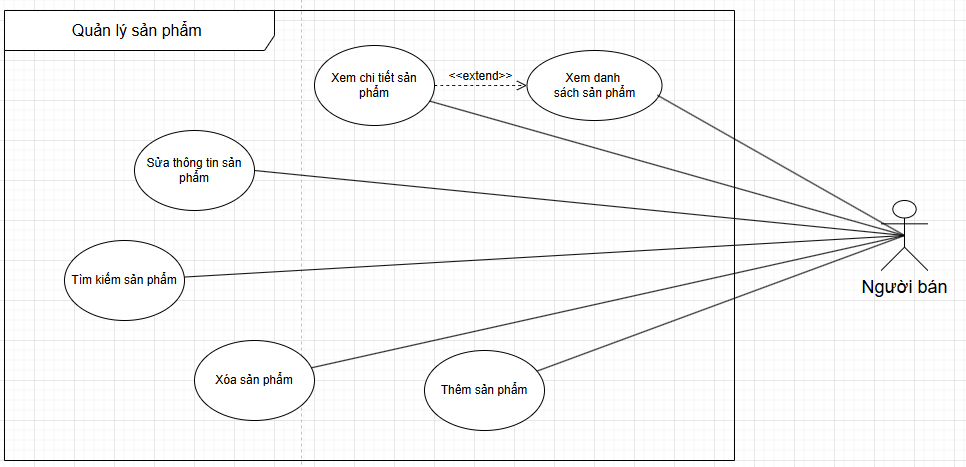 Quản lý sản phẩm
Xem chi tiết sản
phẩm
<<extend>>
Xem danh
sách sản phẩm
Sửa thông tin sản
phẩm
Người bán
Tìm kiếm sản phẩm
Xóa sản phẩm
Thêm sản phẩm